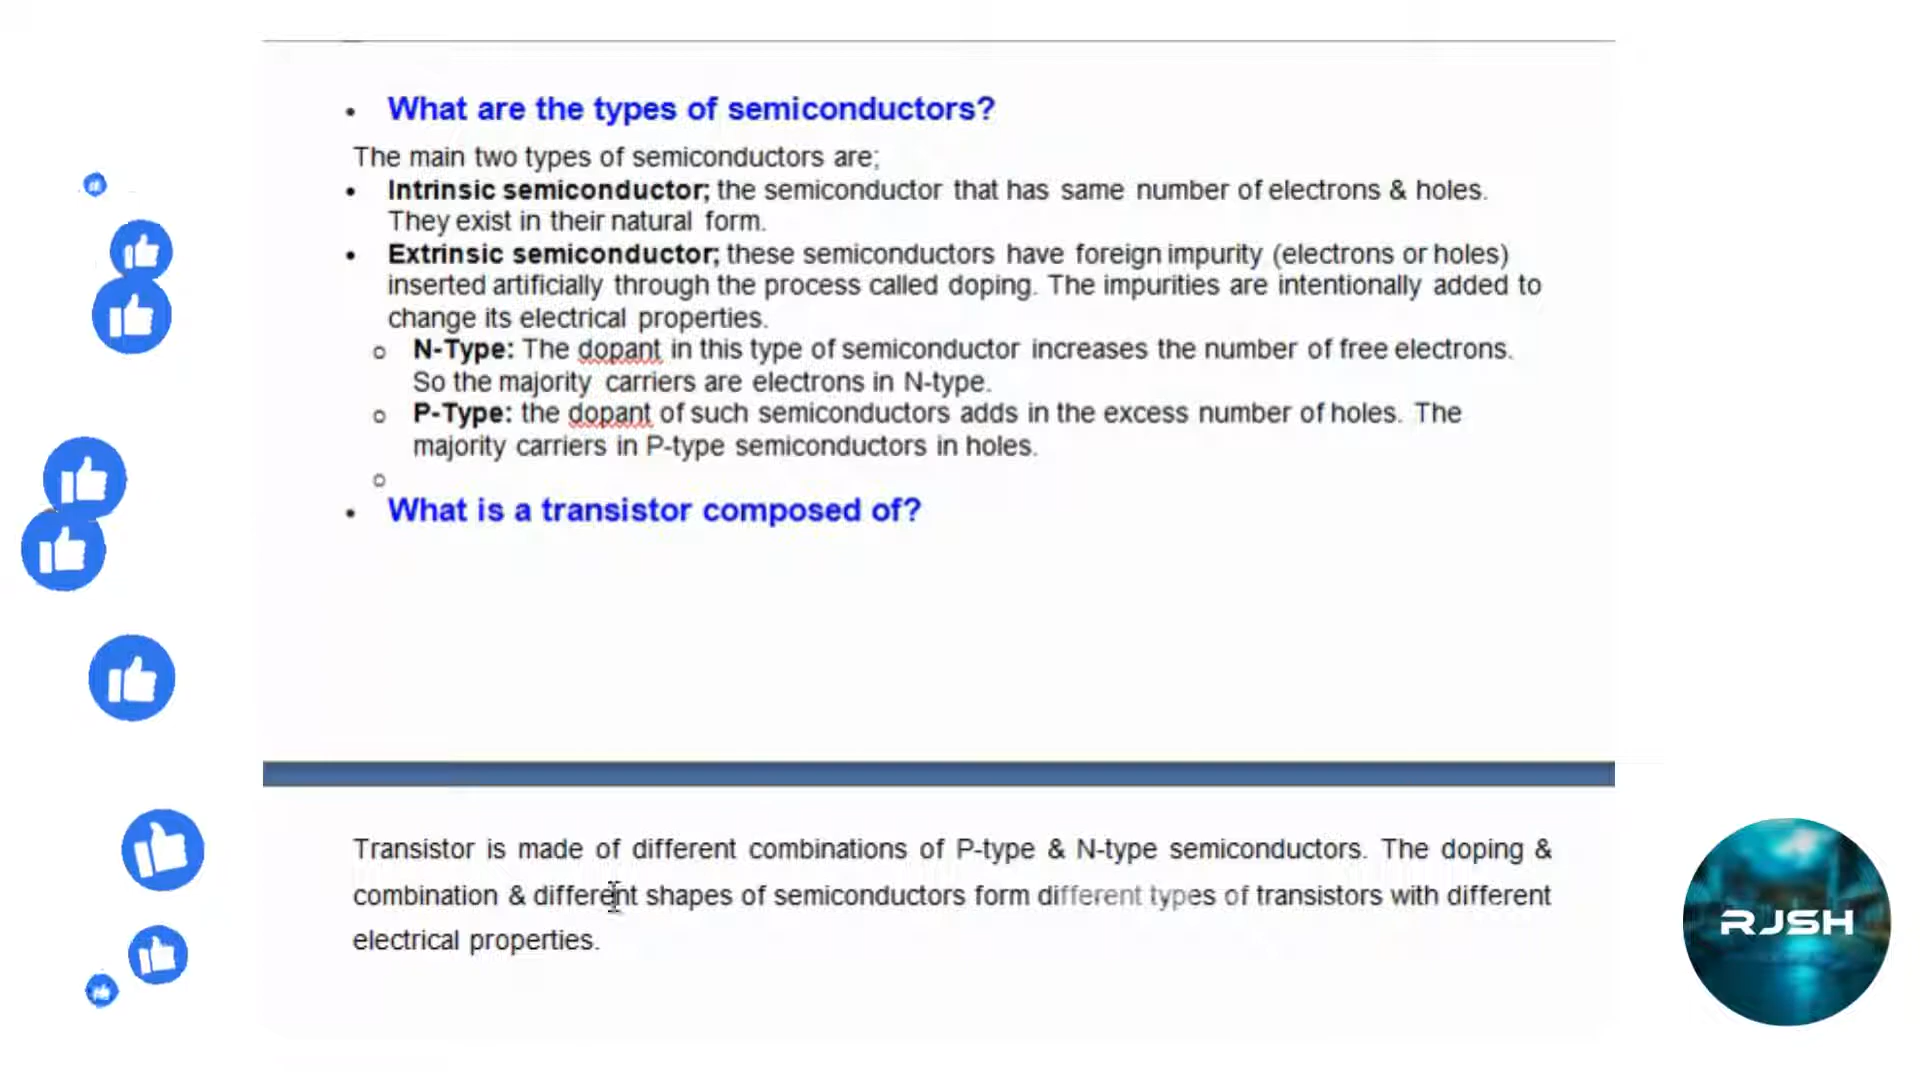 • What are the types of semiconductors?
The main two types of semiconductors are;
• Intrinsic semiconductor; the semiconductor that has same number of electrons & holes.
They exist in their natural form.
• Extrinsic semiconductor; these semiconductors have foreign impurity (electrons or holes)
inserted artificially through the process called doping. The impurities are intentionally added to
change its electrical properties.
o N-Type: The dopant in this type of semiconductor increases the number of free electrons.
So the majority carriers are electrons in N-type.
o P-Type: the dopant of such semiconductors adds in the excess number of holes. The
majority carriers in P-type semiconductors in holes.
o
• What is a transistor composed of?
Transistor is made of different combinations of P-type & N-type semiconductors. The doping &
combination & different shapes of semiconductors form different types of transistors with different
electrical properties.
RJSH